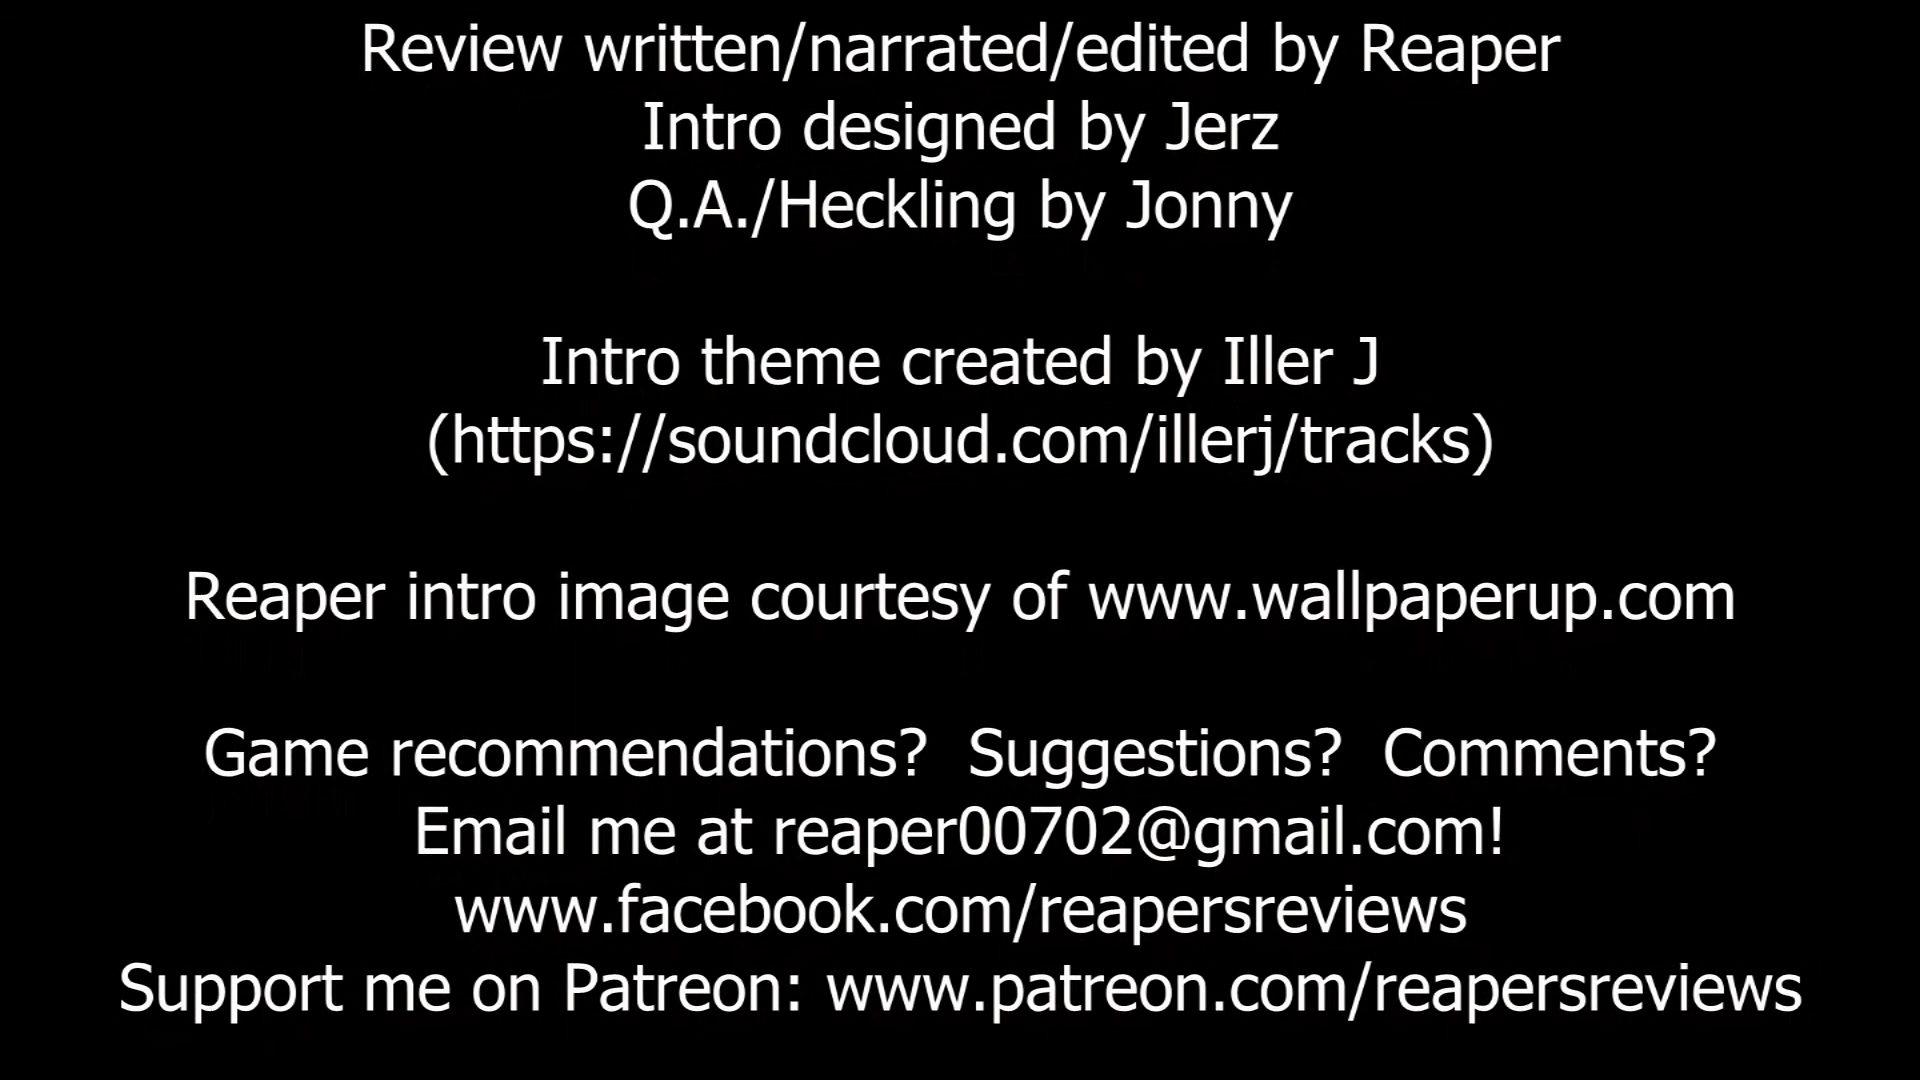 Review written/narrated/edited by Reaper
Intro designed by Jerz
Q.A./Heckling by Jonny
Intro theme created by Iller J
(https://soundcloud.com/illerj/tracks)
Reaper intro image courtesy of www.wallpaperup.com
Game recommendations?  Suggestions?  Comments?
Email me at reaper00702@gmail.com!
www.facebook.com/reapersreviews
Support me on Patreon: www.patreon.com/reapersreviews